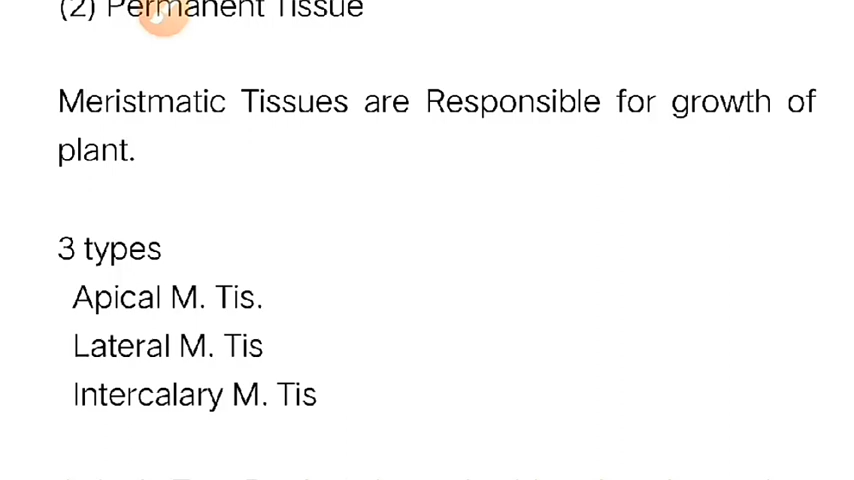 (2) Permanent Tissue
Meristmatic Tissues are Responsible for growth of
plant.
3 types
Apical M. Tis.
Lateral M. Tis
Intercalary M. Tis